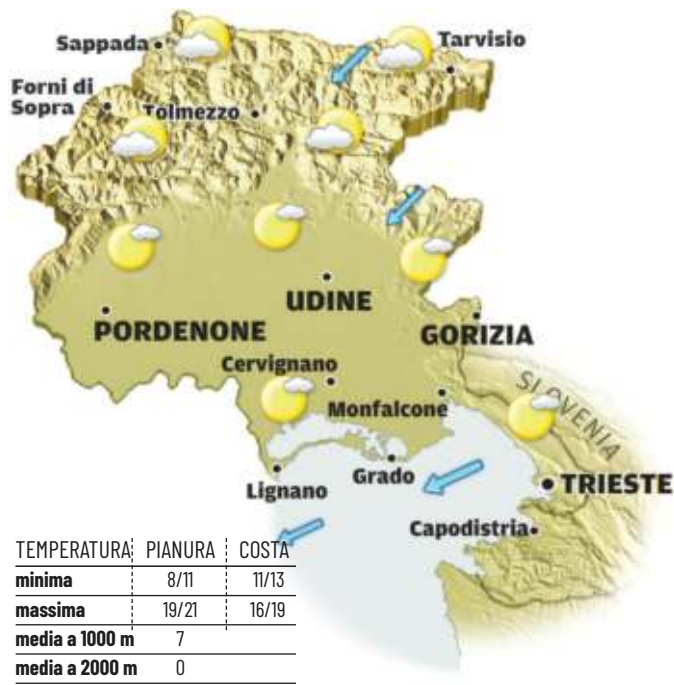 Sappada
Tarvisio
Forni di
Sopra
Tolmezzo
UDINE
PORDENONE
GORIZIA
Cervignano
SLOVENIA
Monfalcone
Grado
Lignano
TRIESTE
Capodistria
TEMPERATURA PIANURA COSTA
minima 8/11 11/13
massima 19/21 16/19
media a 1000 m 7
media a 2000 m 0